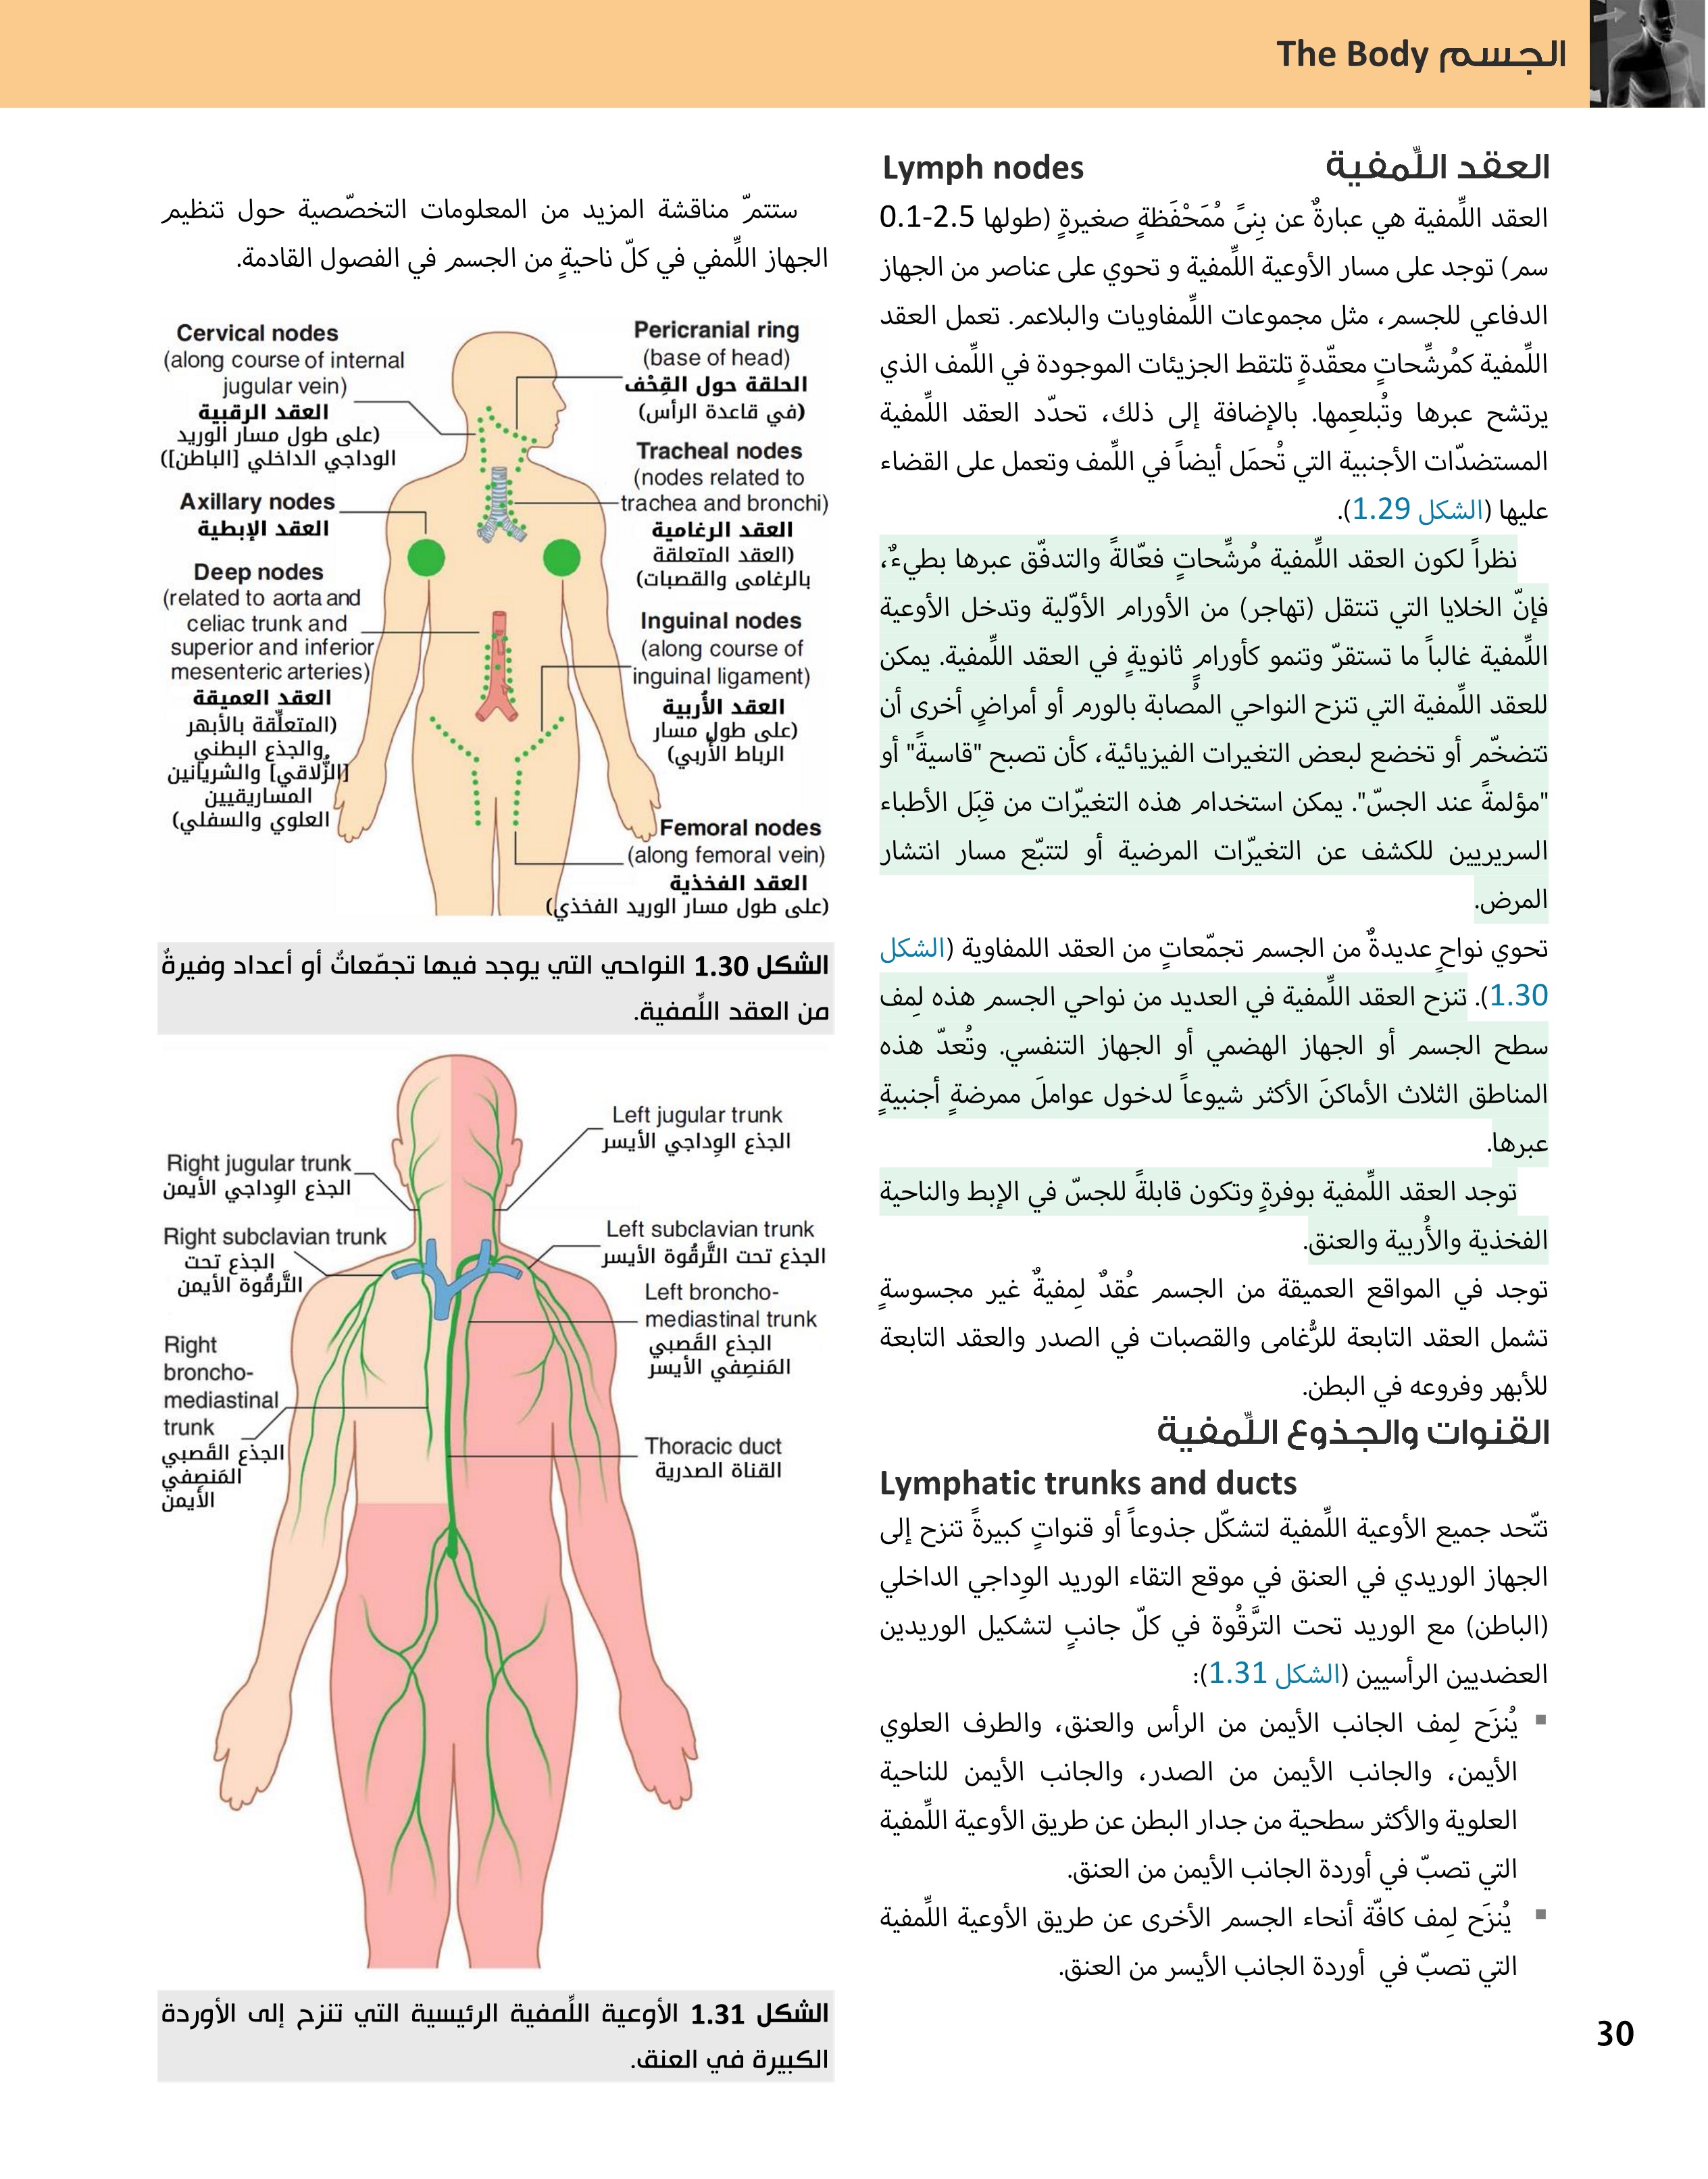 الجسم The Body
العقد اللِّمفية Lymph nodes
العقد اللِّمفية هي عبارةٌ عن بِنىً مُمَحْفَظةٍ صغيرةٍ (طولها 2.5-0.1
سم) توجد على مسار الأوعية اللِّمفية و تحوي على عناصر من الجهاز
الدفاعي للجسم، مثل مجموعات اللِّمفاويات والبلاعم. تعمل العقد
اللِّمفية كمُرشِّحاتٍ معقّدةٍ تلتقط الجزيئات الموجودة في اللِّمف الذي
يرتشح عبرها وتُبلعِمها. بالإضافة إلى ذلك، تحدّد العقد اللِّمفية
المستضدّات الأجنبية التي تُحمَل أيضاً في اللِّمف وتعمل على القضاء
عليها (الشكل 1.29).
نظراً لكون العقد اللِّمفية مُرشِّحاتٍ فعّالةً والتدفّق عبرها بطيءٌ،
فإنّ الخلايا التي تنتقل (تهاجر) من الأورام الأوّلية وتدخل الأوعية
اللِّمفية غالباً ما تستقرّ وتنمو كأورامٍ ثانويةٍ في العقد اللِّمفية. يمكن
للعقد اللِّمفية التي تنزح النواحي المُصابة بالورم أو أمراضٍ أخرى أن
تتضخّم أو تخضع لبعض التغيرات الفيزيائية، كأن تصبح "قاسيةً" أو
"مؤلمةً عند الجسّ". يمكن استخدام هذه التغيّرات من قِبَل الأطباء
السريريين للكشف عن التغيّرات المرضية أو لتتبّع مسار انتشار
المرض.
تحوي نواحٍ عديدةٌ من الجسم تجمّعاتٍ من العقد اللمفاوية (الشكل
1.30). تنزح العقد اللِّمفية في العديد من نواحي الجسم هذه لِمف
سطح الجسم أو الجهاز الهضمي أو الجهاز التنفسي. وتُعدّ هذه
المناطق الثلاث الأماكنَ الأكثر شيوعاً لدخول عواملَ ممرضةٍ أجنبيةٍ
عبرها.
توجد العقد اللِّمفية بوفرةٍ وتكون قابلةً للجسّ في الإبط والناحية
الفخذية والأُربية والعنق.
توجد في المواقع العميقة من الجسم عُقدٌ لِمفيةٌ غير مجسوسةٍ
تشمل العقد التابعة للرُّغامى والقصبات في الصدر والعقد التابعة
للأبهر وفروعه في البطن.
القنوات والجذوع اللِّمفية
Lymphatic trunks and ducts
تتّحد جميع الأوعية اللِّمفية لتشكّل جذوعاً أو قنواتٍ كبيرةً تنزح إلى
الجهاز الوريدي في العنق في موقع التقاء الوريد الوِداجي الداخلي
(الباطن) مع الوريد تحت التَّرقُوة في كلّ جانبٍ لتشكيل الوريدين
العضديين الرأسيين (الشكل 1.31):
▪ يُنزَح لِمف الجانب الأيمن من الرأس والعنق، والطرف العلوي
الأيمن، والجانب الأيمن من الصدر، والجانب الأيمن للناحية
العلوية والأكثر سطحية من جدار البطن عن طريق الأوعية اللِّمفية
التي تصبّ في أوردة الجانب الأيمن من العنق.
▪ يُنزَح لِمف كافّة أنحاء الجسم الأخرى عن طريق الأوعية اللِّمفية
التي تصبّ في أوردة الجانب الأيسر من العنق.
ستتمّ مناقشة المزيد من المعلومات التخصّصية حول تنظيم
الجهاز اللِّمفي في كلّ ناحيةٍ من الجسم في الفصول القادمة.
Pericranial ring
(base of head)
الحلقة حول القِحْف
(في قاعدة الرأس)
Tracheal nodes
(nodes related to
trachea and bronchi)
العقد الرغامية
(العقد المتعلقة
بالرغامى والقصبات)
Inguinal nodes
(along course of
inguinal ligament)
العقد الأُربية
(على طول مسار
الرباط الأُربي)
Femoral nodes
(along femoral vein)
العقد الفخذية
(على طول مسار الوريد الفخذي)
Cervical nodes
(along course of internal
jugular vein)
العقد الرقبية
(على طول مسار الوريد
الوداجي الداخلي [الباطن])
Axillary nodes
العقد الإبطية
Deep nodes
(related to aorta and
celiac trunk and
superior and inferior
mesenteric arteries)
العقد العميقة
(المتعلِّقة بالأبهر
والجذع البطني
[الزُّلاقي] والشريانين
المساريقيين
العلوي والسفلي)
الشكل 1.30 النواحي التي يوجد فيها تجمّعاتٌ أو أعداد وفيرةٌ
من العقد اللِّمفية.
Left jugular trunk
الجذع الوِداجي الأيسر
Left subclavian trunk
الجذع تحت التَّرقُوة الأيسر
Left broncho-
mediastinal trunk
الجذع القَصبي
المَنصِفي الأيسر
Thoracic duct
القناة الصدرية
Right jugular trunk
الجذع الوِداجي الأيمن
Right subclavian trunk
الجذع تحت
التَّرقُوة الأيمن
Right
broncho-
mediastinal
trunk
الجذع القَصبي
المَنصِفي
الأيمن
الشكل 1.31 الأوعية اللِّمفية الرئيسية التي تنزح إلى الأوردة
الكبيرة في العنق.
30